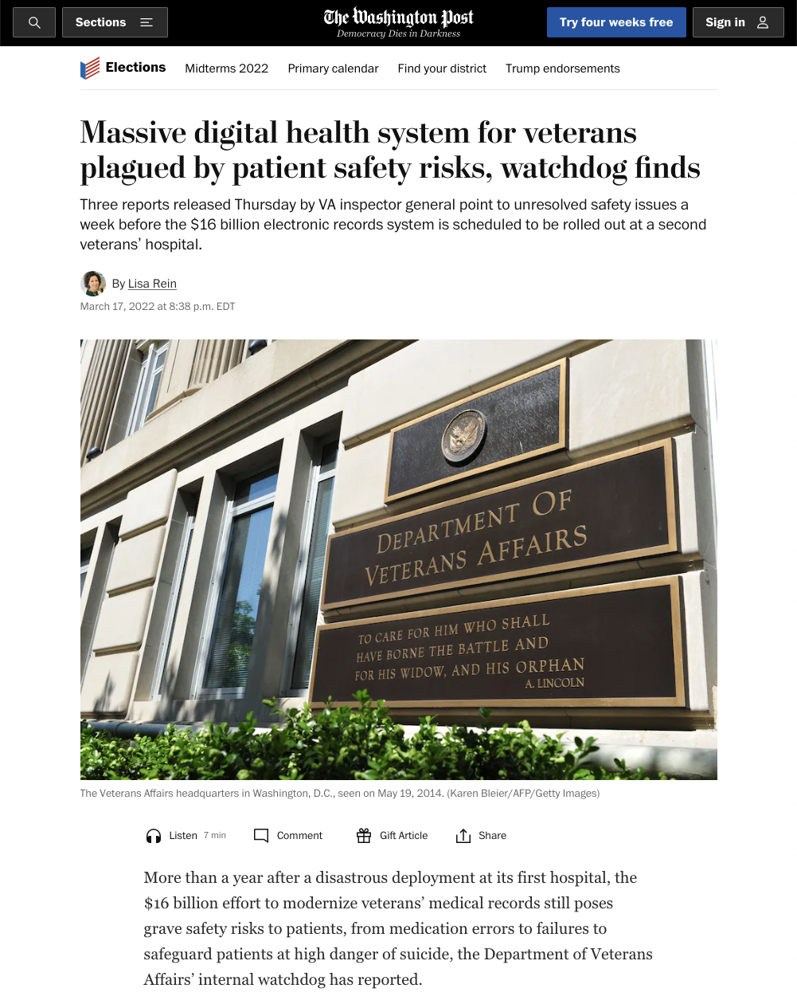 Sections
The Washington Post
Democracy Dies in Darkness
Try four weeks free
Sign in
Elections
Midterms 2022
Primary calendar
Find your district
Trump endorsements
Massive digital health system for veterans
plagued by patient safety risks, watchdog finds
Three reports released Thursday by VA inspector general point to unresolved safety issues a
week before the $16 billion electronic records system is scheduled to be rolled out at a second
veterans’ hospital.
By Lisa Rein
March 17, 2022 at 8:38 p.m. EDT
DEPARTMENT OF
VETERANS AFFAIRS
TO CARE FOR HIM WHO SHALL
HAVE BORNE THE BATTLE AND
FOR HIS WIDOW, AND HIS ORPHAN
A. LINCOLN
The Veterans Affairs headquarters in Washington, D.C., seen on May 19, 2014. (Karen Bleier/AFP/Getty Images)
Listen 7 min
Comment
Gift Article
Share
More than a year after a disastrous deployment at its first hospital, the
$16 billion effort to modernize veterans’ medical records still poses
grave safety risks to patients, from medication errors to failures to
safeguard patients at high danger of suicide, the Department of Veterans
Affairs’ internal watchdog has reported.